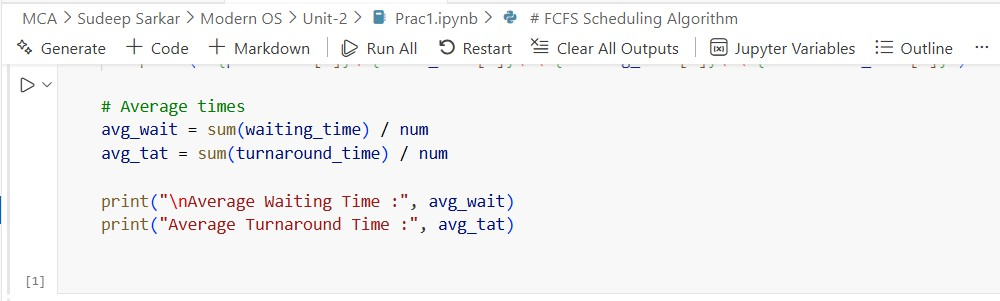 MCA > Sudeep Sarkar > Modern OS > Unit-2 > Prac1.ipynb > # FCFS Scheduling Algorithm
Generate + Code + Markdown | Run All Restart Clear All Outputs | Jupyter Variables Outline ...
# Average times
avg_wait = sum(waiting_time) / num
avg_tat = sum(turnaround_time) / num
print("\nAverage Waiting Time :", avg_wait)
print("Average Turnaround Time :", avg_tat)
[1]